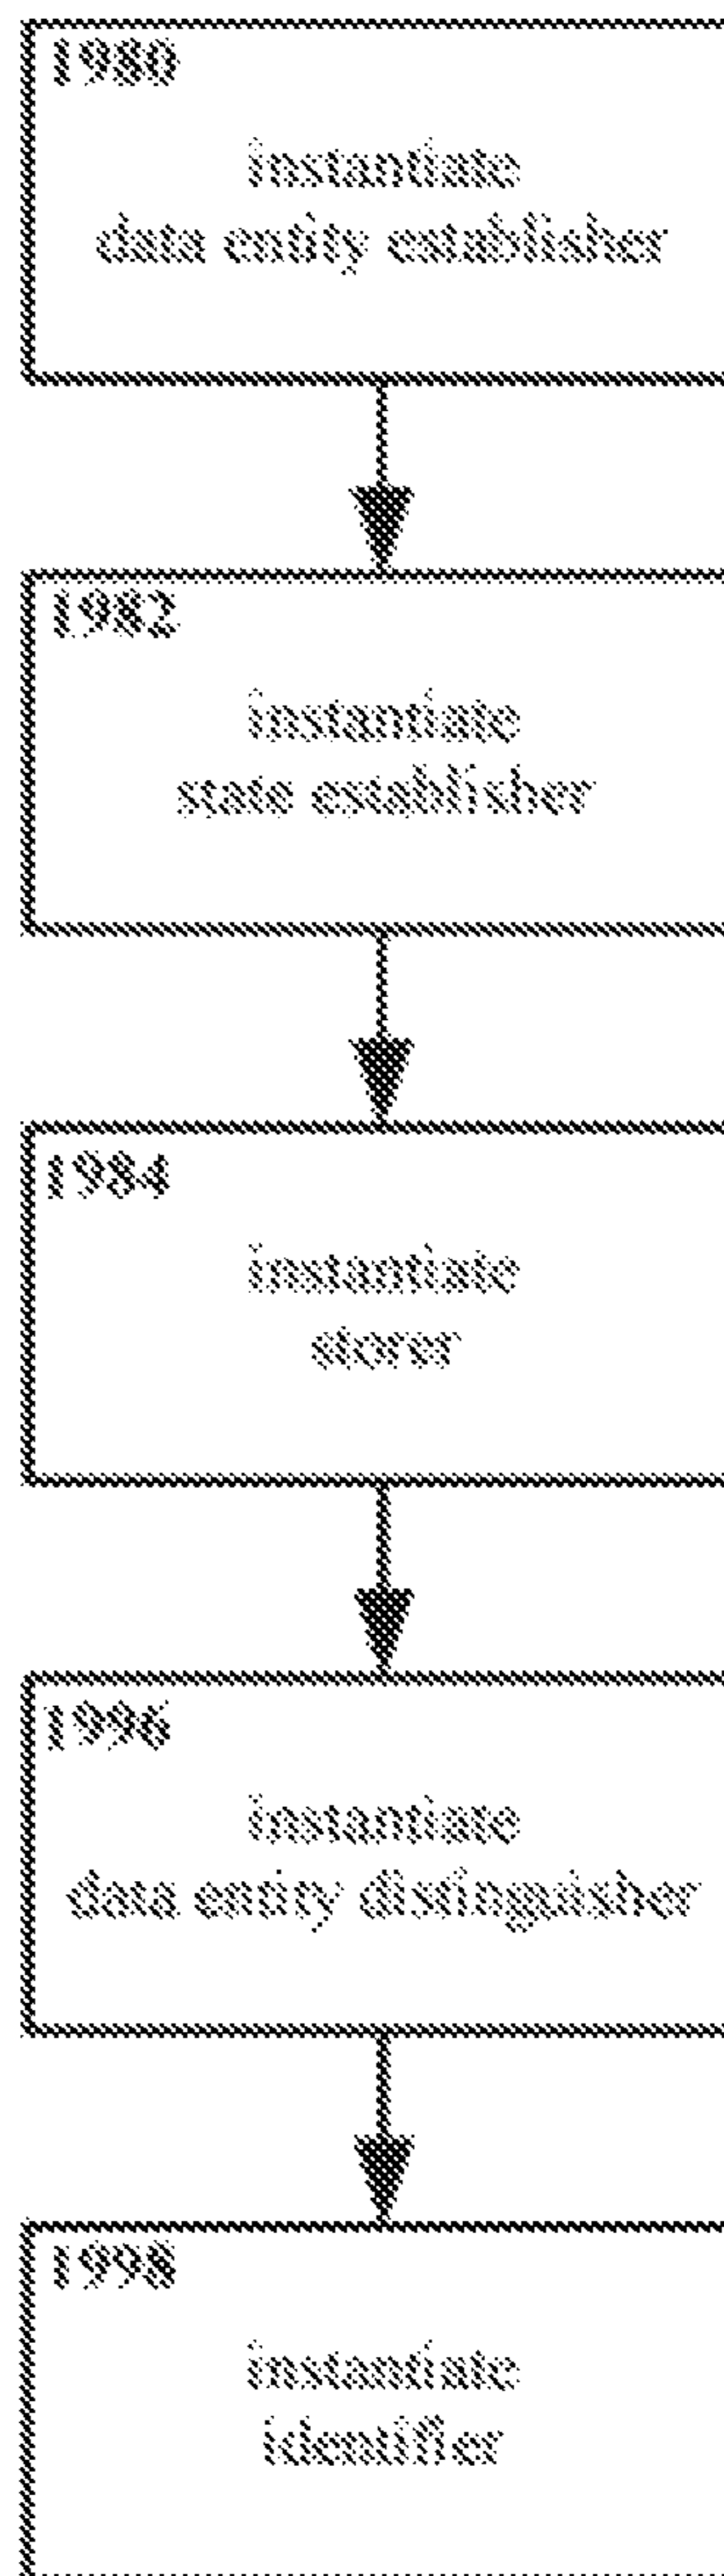 1980
instantiate
data entity establisher
1982
instantiate
state establisher
1984
instantiate
storer
1996
instantiate
data entity distinguisher
1998
instantiate
identifier